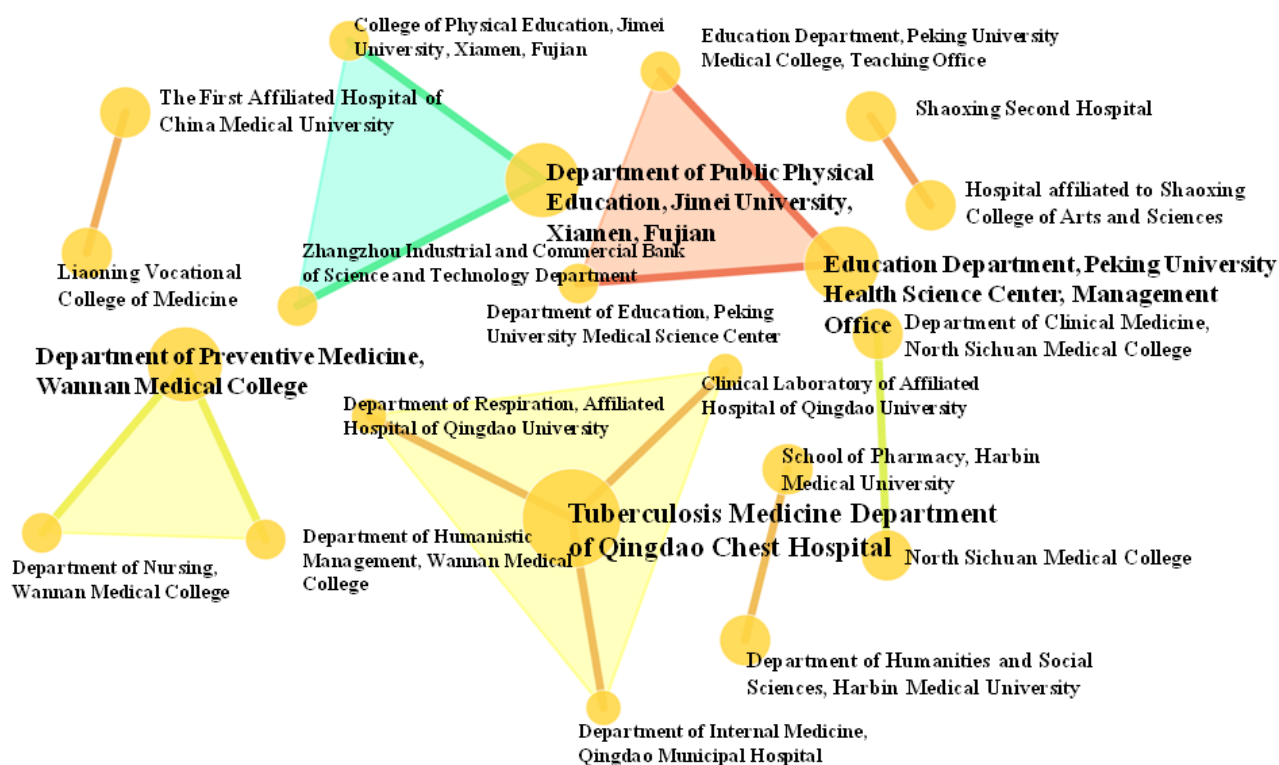 College of Physical Education, Jimei
University, Xiamen, Fujian
Education Department, Peking University
Medical College, Teaching Office
The First Affiliated Hospital of
China Medical University
Shaoxing Second Hospital
Department of Public Physical
Education, Jimei University,
Xiamen, Fujian
Hospital affiliated to Shaoxing
College of Arts and Sciences
Zhangzhou Industrial and Commercial Bank
of Science and Technology Department
Liaoning Vocational
College of Medicine
Education Department, Peking University
Health Science Center, Management
Office
Department of Education, Peking
University Medical Science Center
Department of Clinical Medicine,
North Sichuan Medical College
Department of Preventive Medicine,
Wannan Medical College
Clinical Laboratory of Affiliated
Hospital of Qingdao University
Department of Respiration, Affiliated
Hospital of Qingdao University
School of Pharmacy, Harbin
Medical University
Tuberculosis Medicine Department
of Qingdao Chest Hospital
Department of Humanistic
Management, Wannan Medical
College
North Sichuan Medical College
Department of Nursing,
Wannan Medical College
Department of Humanities and Social
Sciences, Harbin Medical University
Department of Internal Medicine,
Qingdao Municipal Hospital